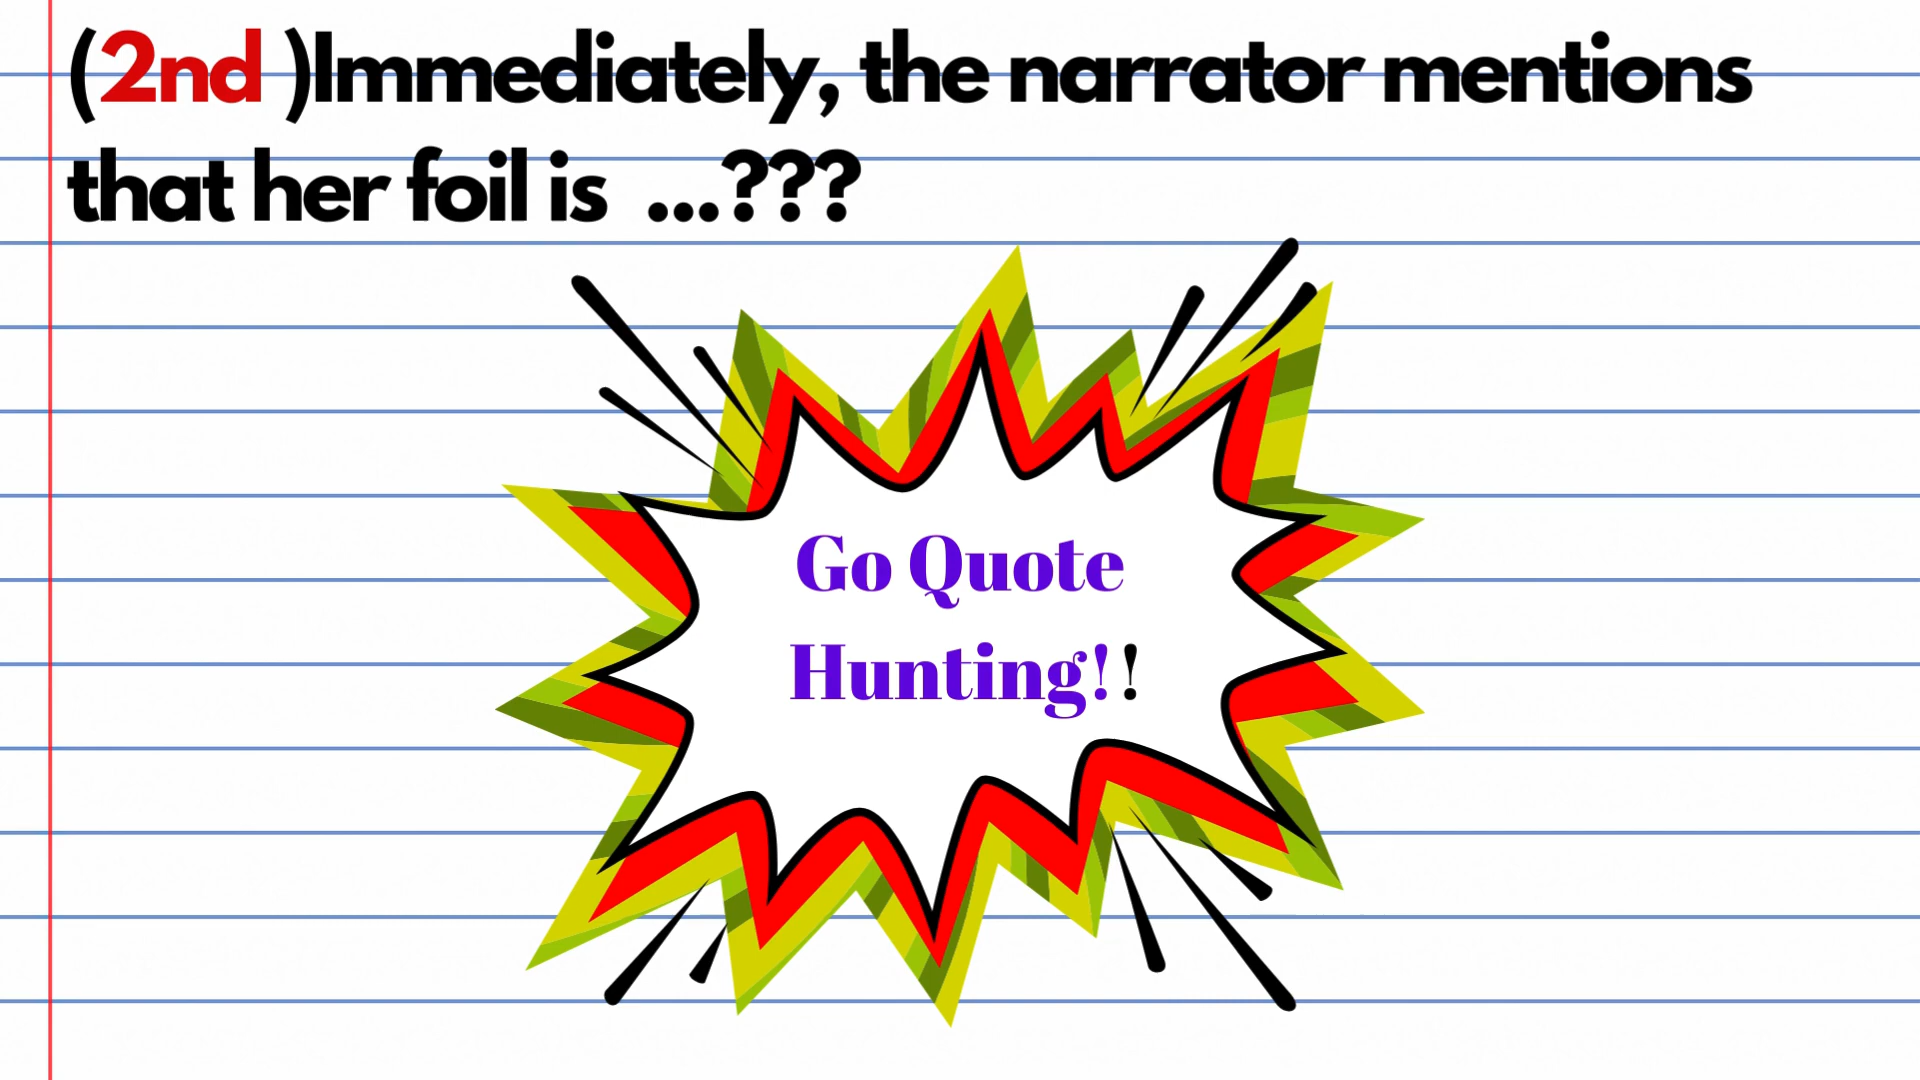 (2nd )Immediately, the narrator mentions
that her foil is  ...???
Go Quote
Hunting!!